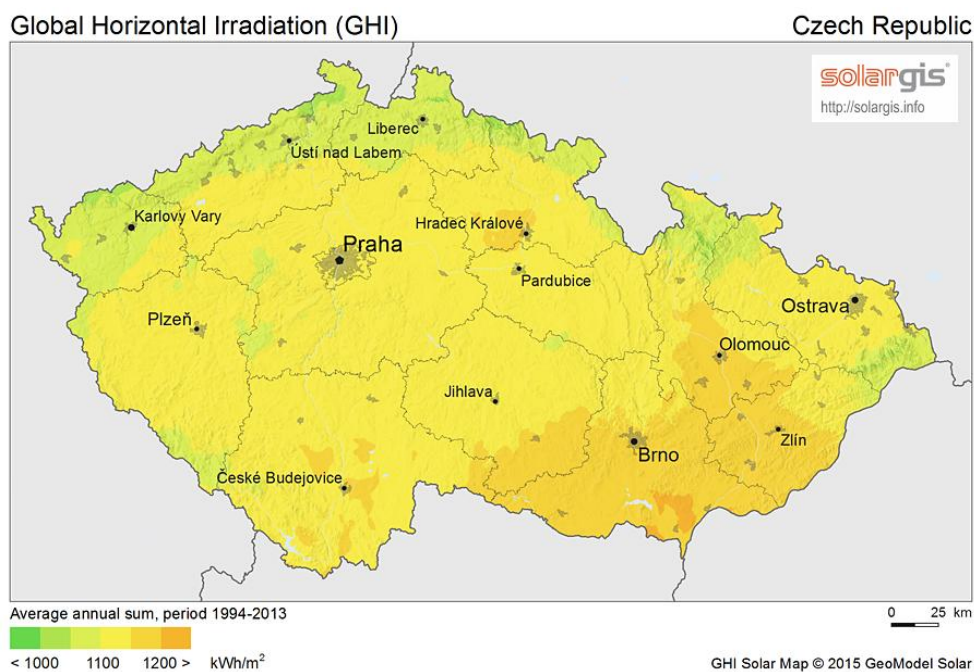 Global Horizontal Irradiation (GHI)
Czech Republic
solargis®
http://solargis.info
Liberec
Ústí nad Labem
Karlovy Vary
Hradec Králové
Praha
Pardubice
Ostrava
Plzeň
Olomouc
Jihlava
Zlín
Brno
České Budejovice
Average annual sum, period 1994-2013
0 25 km
< 1000 1100 1200 > kWh/m²
GHI Solar Map © 2015 GeoModel Solar